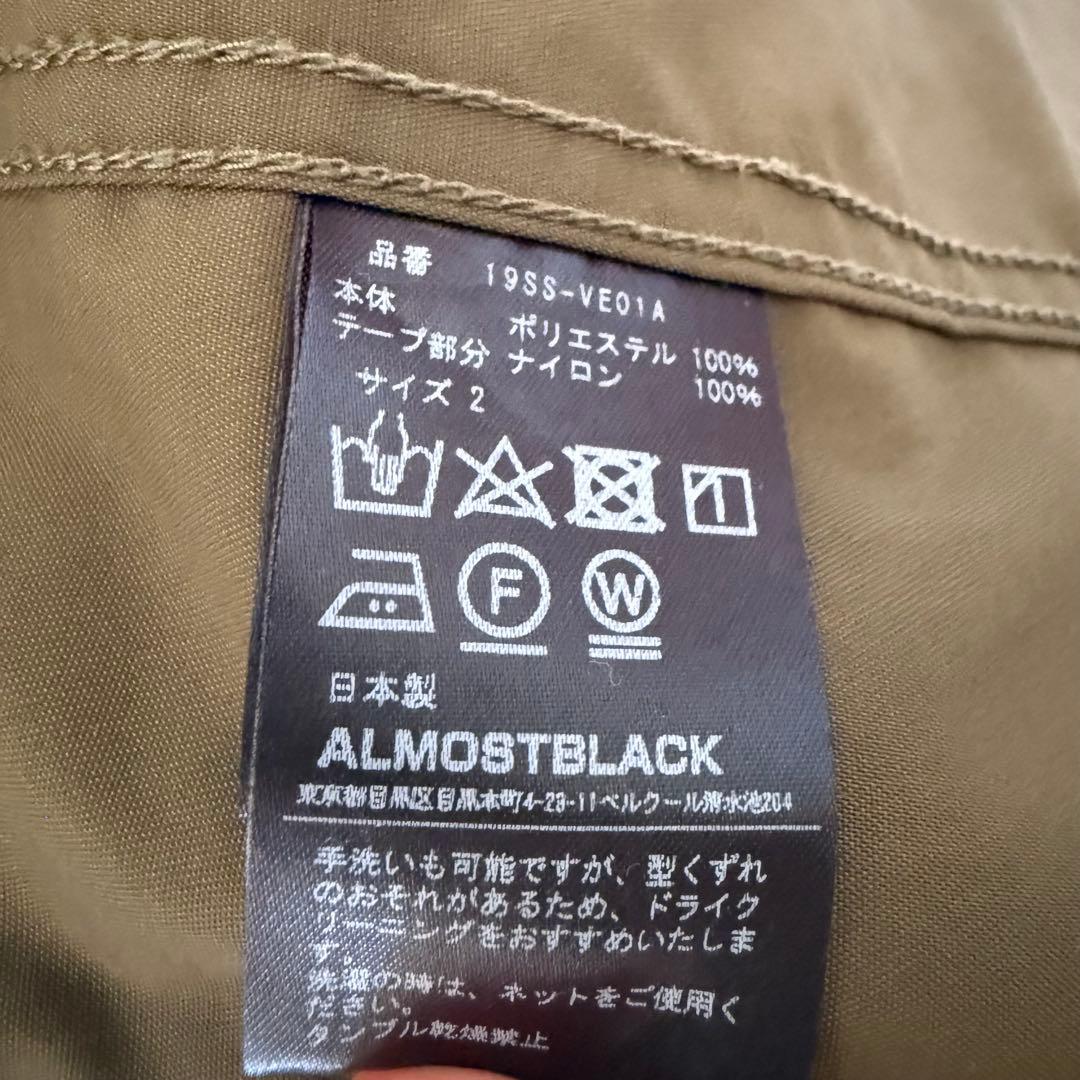 品番 19SS-VE01A
本体 ポリエステル 100%
テープ部分 ナイロン 100%
サイズ 2
F W
日本製
ALMOSTBLACK
東京都目黒区目黒本町4-23-11ベルクール清水池204
手洗いも可能ですが、型くずれ
のおそれがあるため、ドライク
リーニングをおすすめいたしま
す。
洗濯の時は、ネットをご使用く
ださい。
タンブル乾燥禁止